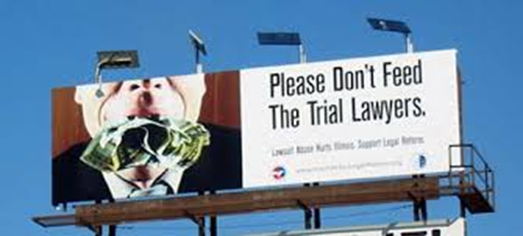 Please Don't Feed
The Trial Lawyers.
Lawsuit Abuse Hurts Illinois. Support Legal Reform.